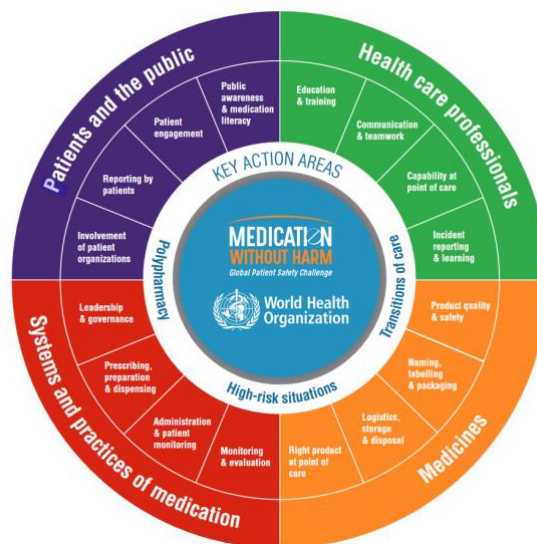 Patients and the public
Public
awareness
& medication
literacy
Patient
engagement
Reporting by
patients
Involvement
of patient
organizations
Health care professionals
Education
& training
Communication
& teamwork
Capability at
point of care
Incident
reporting
& learning
KEY ACTION AREAS
Polypharmacy
Transitions of care
High-risk situations
MEDICATION
WITHOUT HARM
Global Patient Safety Challenge
World Health
Organization
Systems and practices of medication
Leadership
& governance
Prescribing,
preparation
& dispensing
Administration
& patient
monitoring
Monitoring
& evaluation
Medicines
Product quality
& safety
Naming,
labelling
& packaging
Logistics,
storage
& disposal
Right product
at point of
care